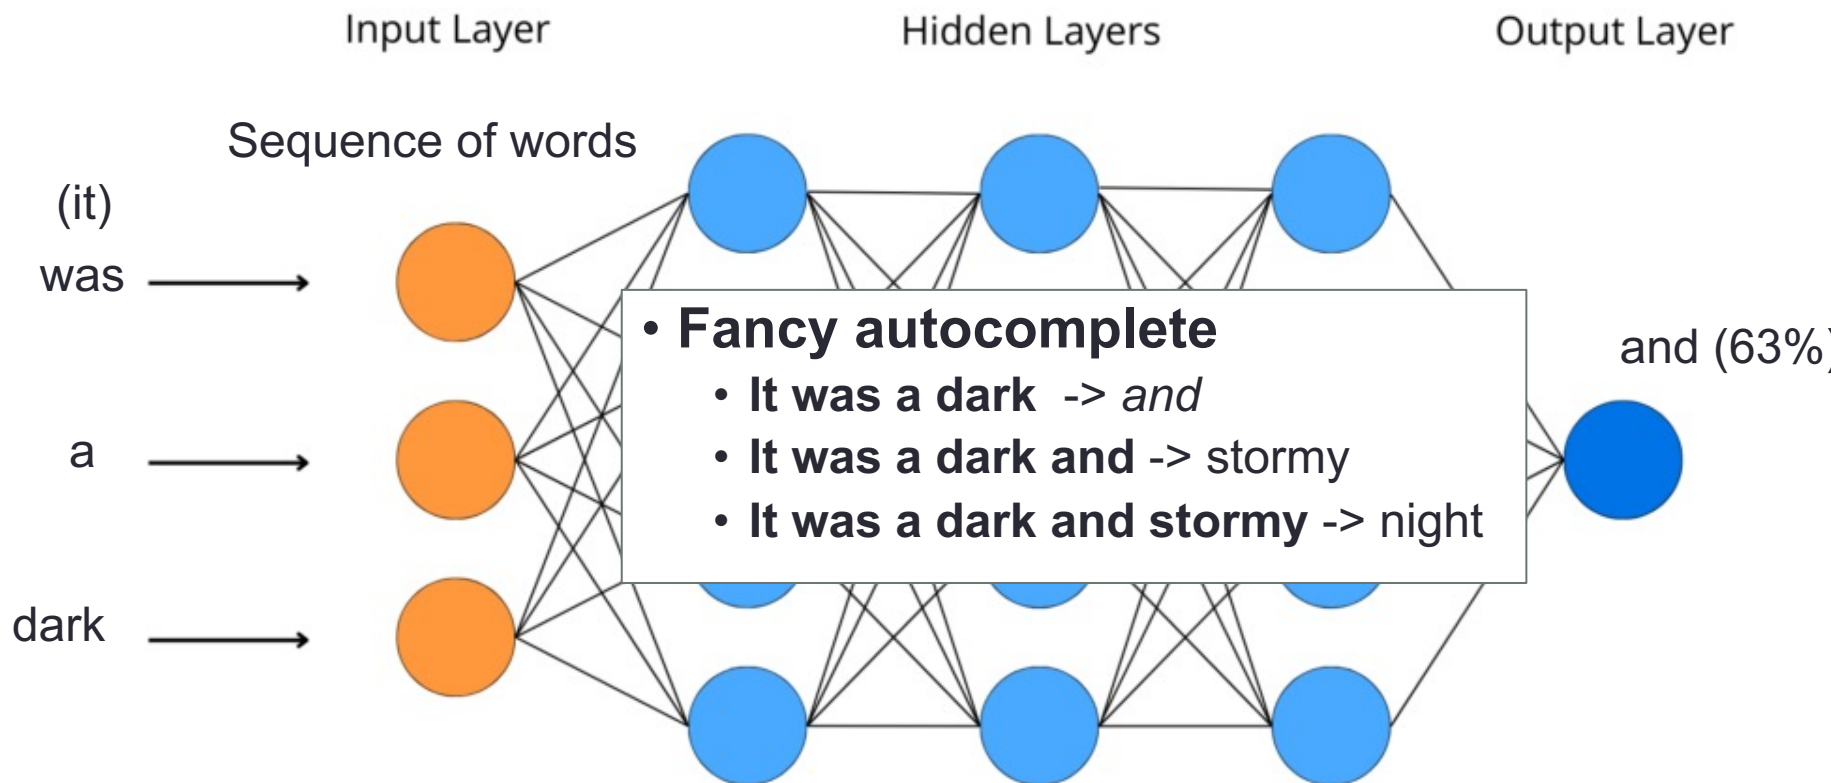 Input Layer
Hidden Layers
Output Layer
Sequence of words
(it)
was
a
dark
• Fancy autocomplete
• It was a dark -> and
• It was a dark and -> stormy
• It was a dark and stormy -> night
and (63%)